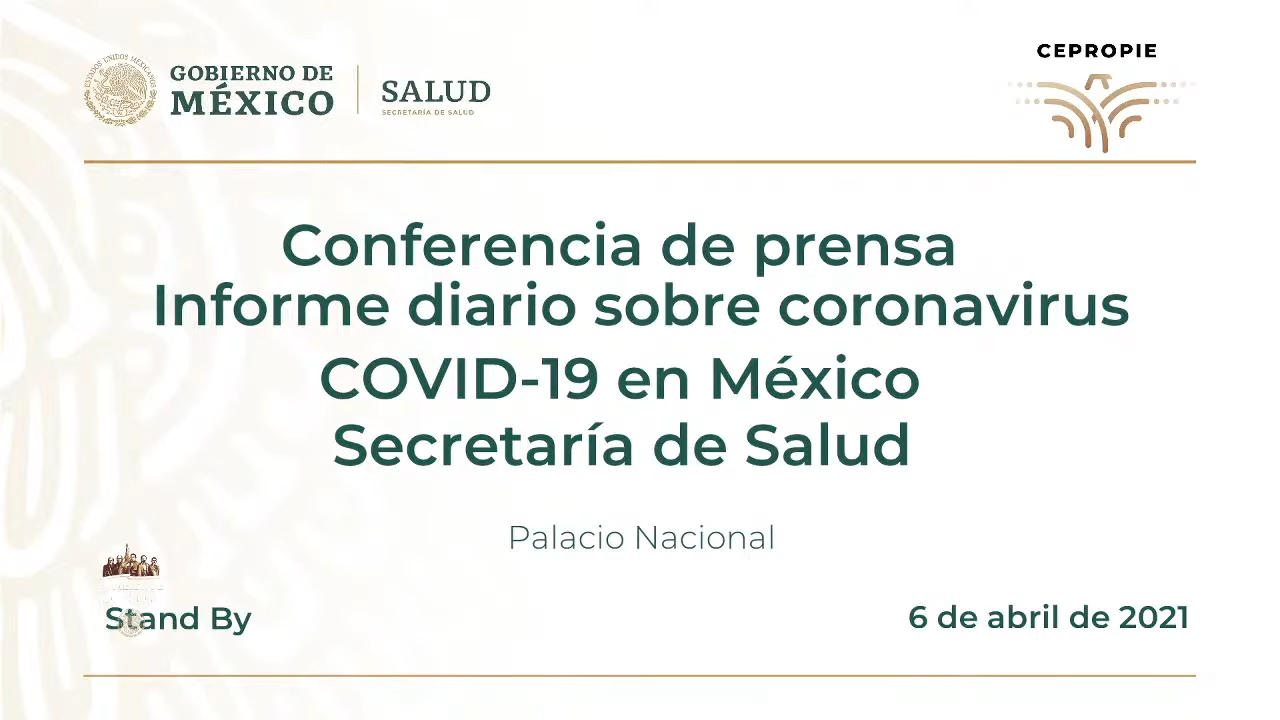 GOBIERNO DE
MÉXICO
SALUD
SECRETARÍA DE SALUD
CEPROPIE
Conferencia de prensa
Informe diario sobre coronavirus
COVID-19 en México
Secretaría de Salud
Palacio Nacional
Stand By
6 de abril de 2021